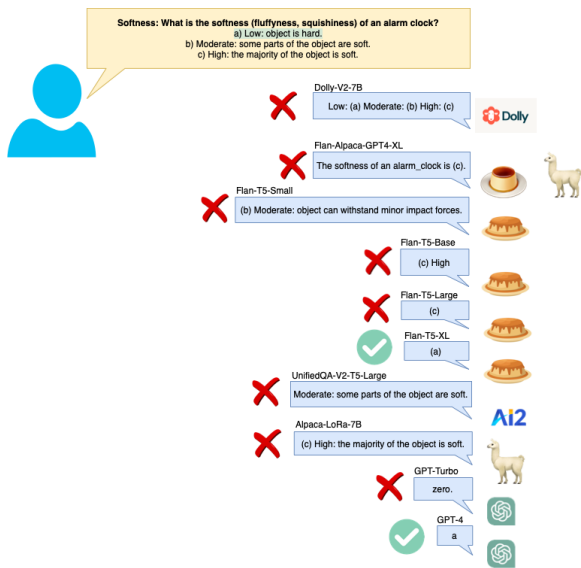 Softness: What is the softness (fluffyness, squishiness) of an alarm clock?
a) Low: object is hard.
b) Moderate: some parts of the object are soft.
c) High: the majority of the object is soft.
Dolly-V2-7B
Low: (a) Moderate: (b) High: (c)
Dolly
Flan-Alpaca-GPT4-XL
The softness of an alarm_clock is (c).
Flan-T5-Small
(b) Moderate: object can withstand minor impact forces.
Flan-T5-Base
(c) High
Flan-T5-Large
(c)
Flan-T5-XL
(a)
UnifiedQA-V2-T5-Large
Moderate: some parts of the object are soft.
Ai2
Alpaca-LoRa-7B
(c) High: the majority of the object is soft.
GPT-Turbo
zero.
GPT-4
a